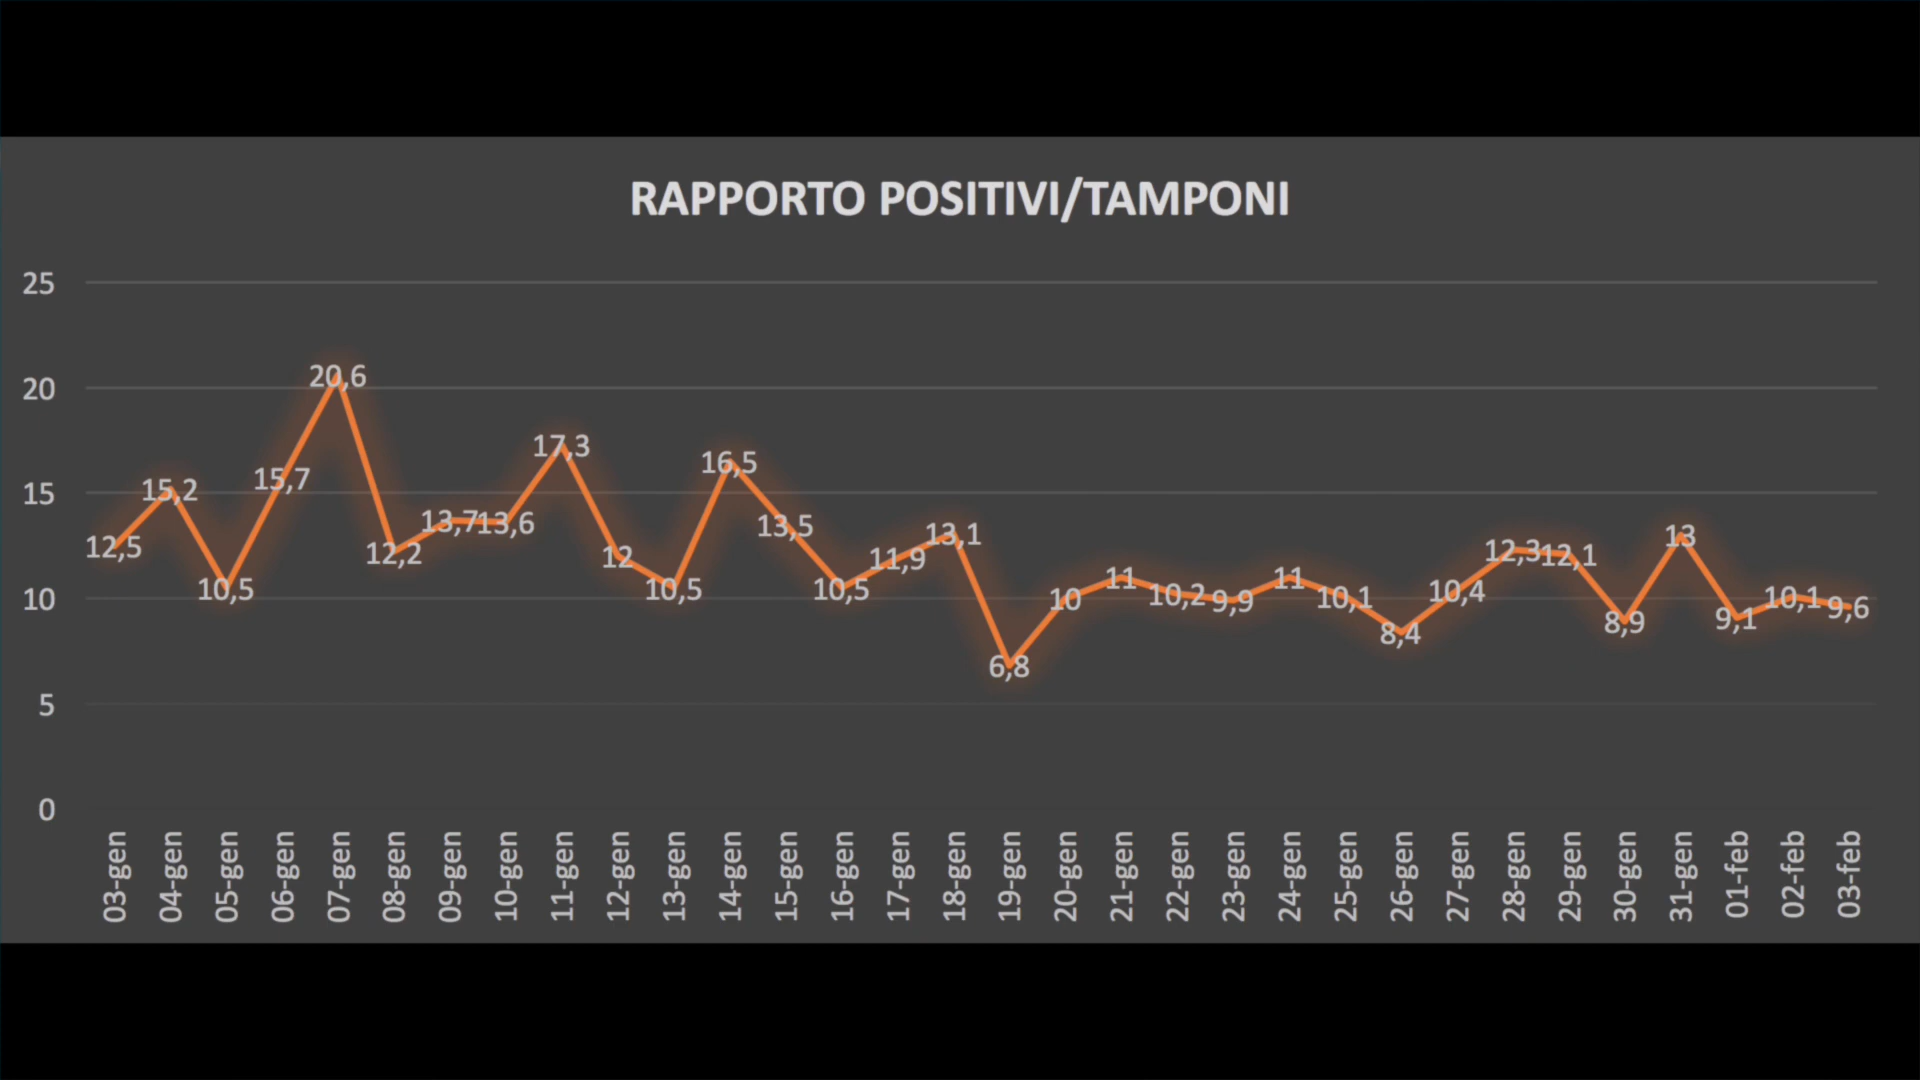 RAPPORTO POSITIVI/TAMPONI
25
20
15
10
5
0
12,5
15,2
10,5
15,7
20,6
12,2
13,7
13,6
17,3
12
10,5
16,5
13,5
10,5
11,9
13,1
6,8
10
11
10,2
9,9
11
10,1
8,4
10,4
12,3
12,1
8,9
13
9,1
10,1
9,6
03-gen
04-gen
05-gen
06-gen
07-gen
08-gen
09-gen
10-gen
11-gen
12-gen
13-gen
14-gen
15-gen
16-gen
17-gen
18-gen
19-gen
20-gen
21-gen
22-gen
23-gen
24-gen
25-gen
26-gen
27-gen
28-gen
29-gen
30-gen
31-gen
01-feb
02-feb
03-feb